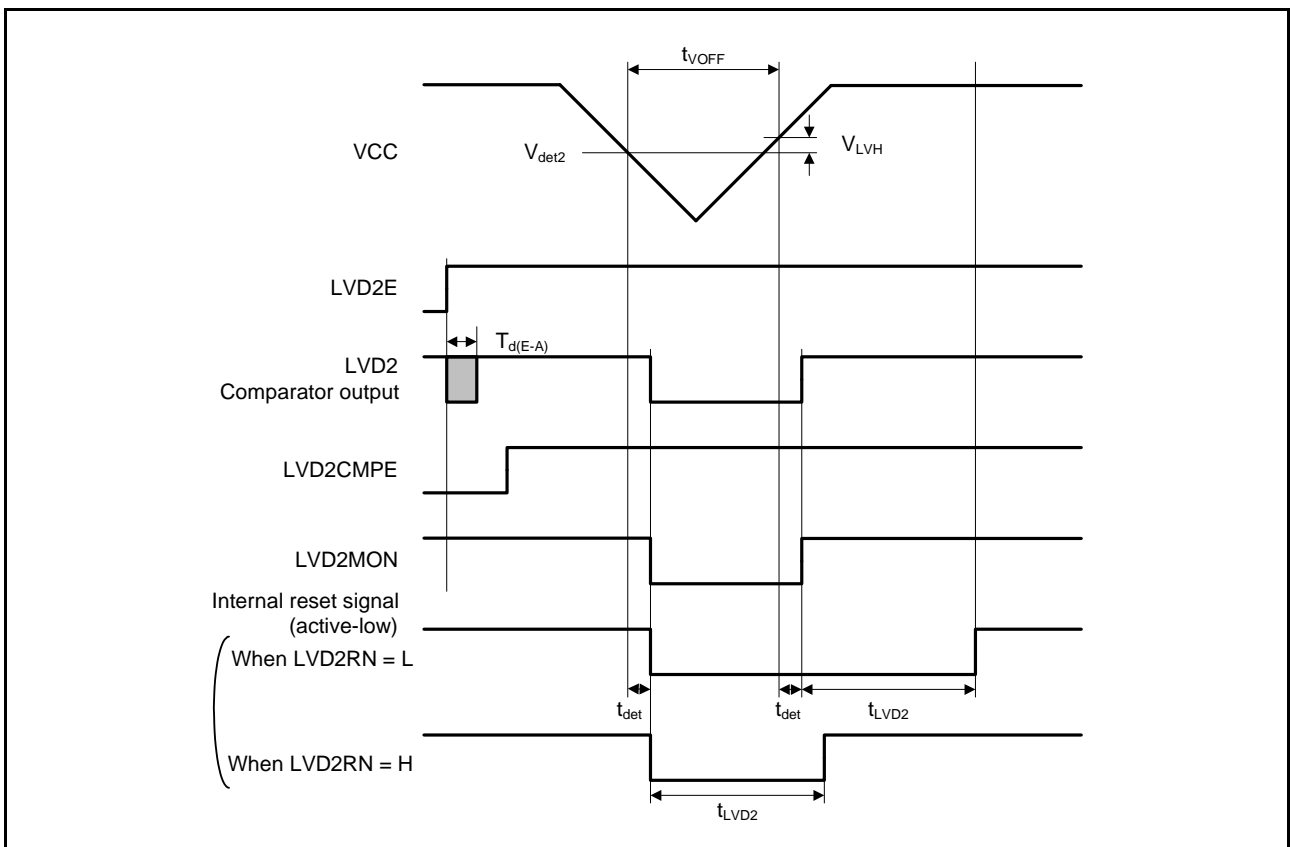 tVOFF
VCC
Vdet2
VLVH
LVD2E
Td(E-A)
LVD2
Comparator output
LVD2CMPE
LVD2MON
Internal reset signal
(active-low)
When LVD2RN = L
tdet
tdet
tLVD2
When LVD2RN = H
tLVD2